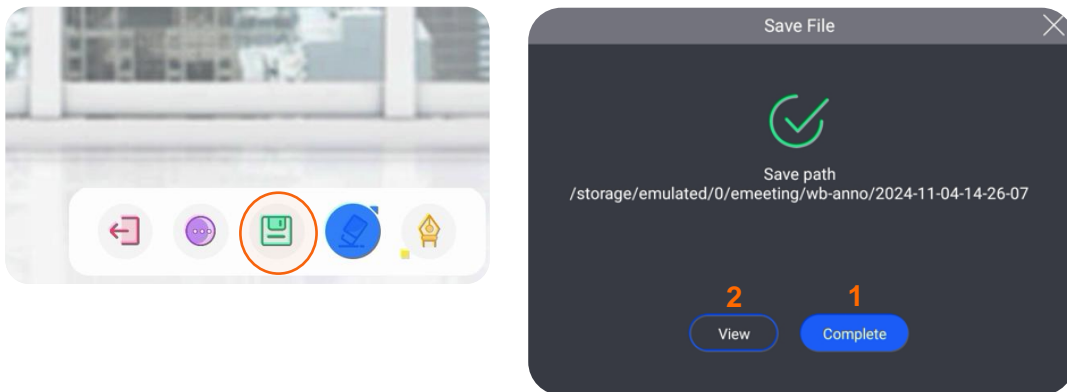 Save File
Save path
/storage/emulated/0/emeeting/wb-anno/2024-11-04-14-26-07
2 1
View Complete